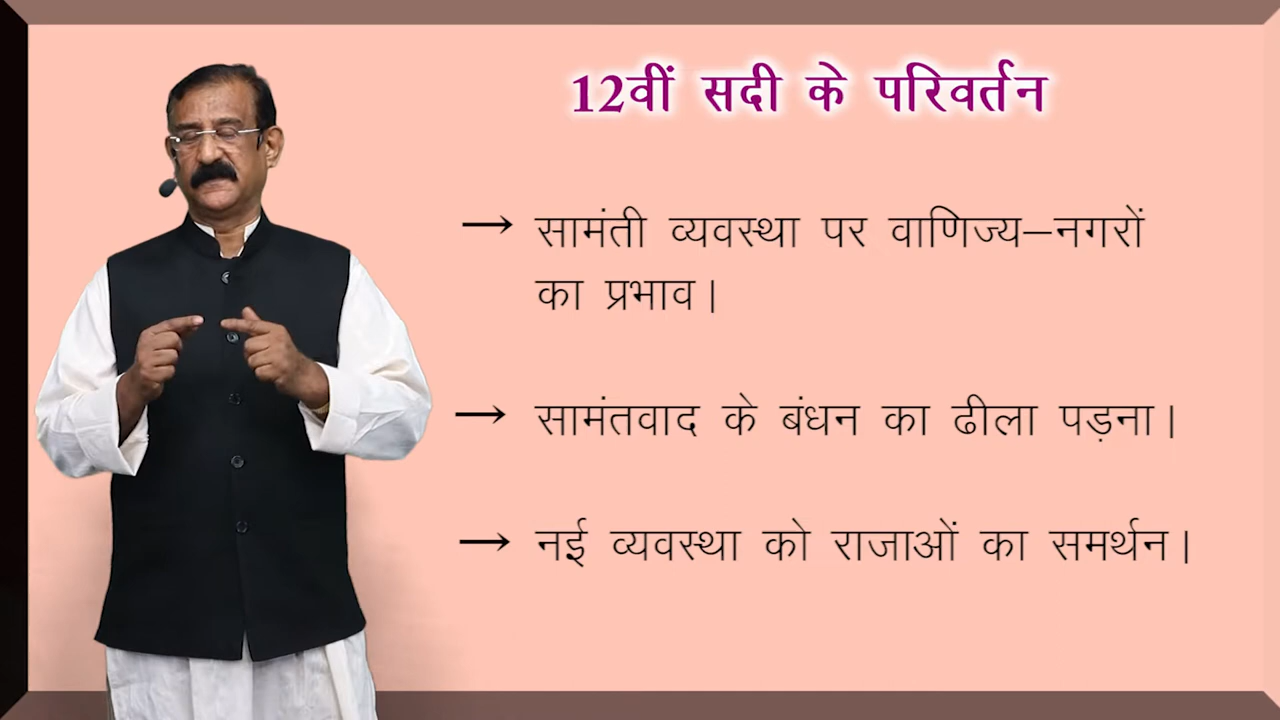 12वीं सदी के परिवर्तन
→ सामंती व्यवस्था पर वाणिज्य–नगरों
का प्रभाव।
→ सामंतवाद के बंधन का ढीला पड़ना।
→ नई व्यवस्था को राजाओं का समर्थन।